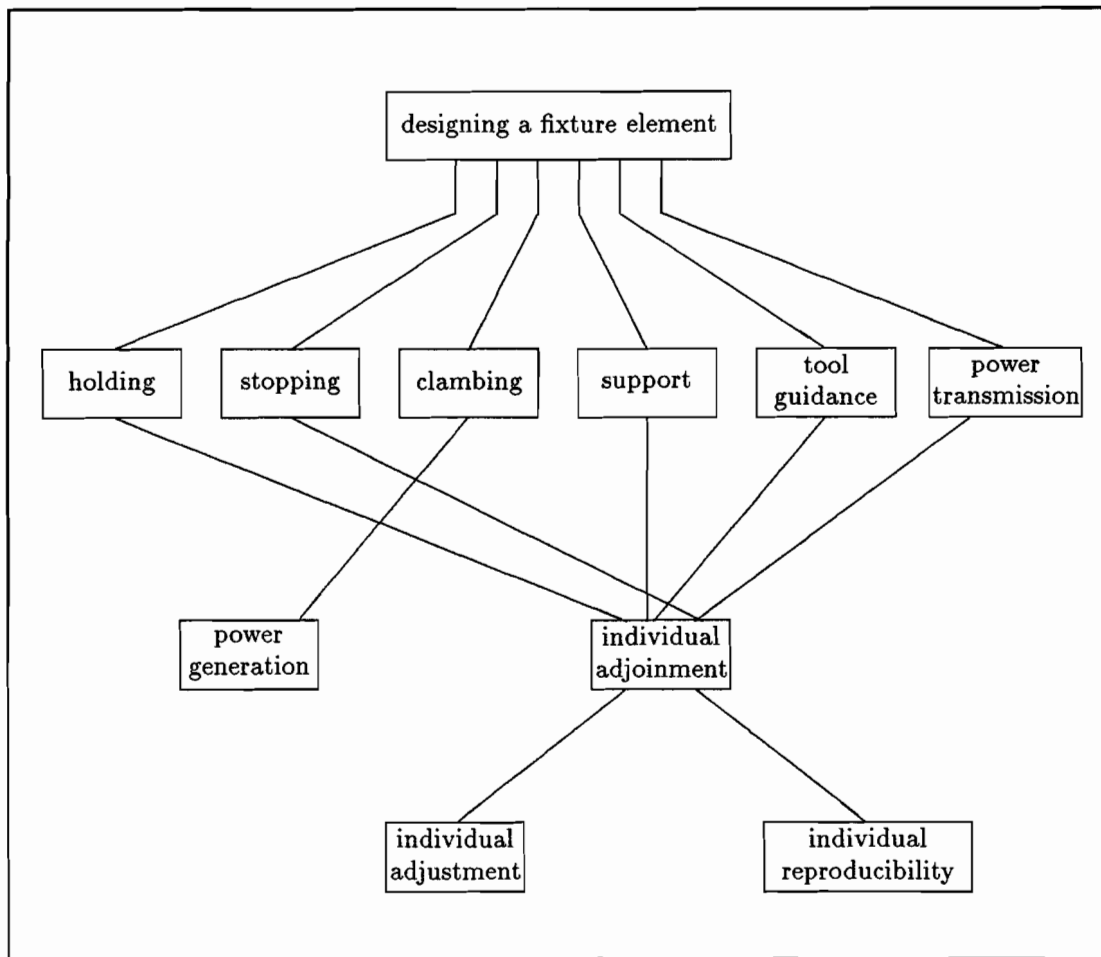 designing a fixture element
holding
stopping
clambing
support
tool
guidance
power
transmission
power
generation
individual
adjoinment
individual
adjustment
individual
reproducibility